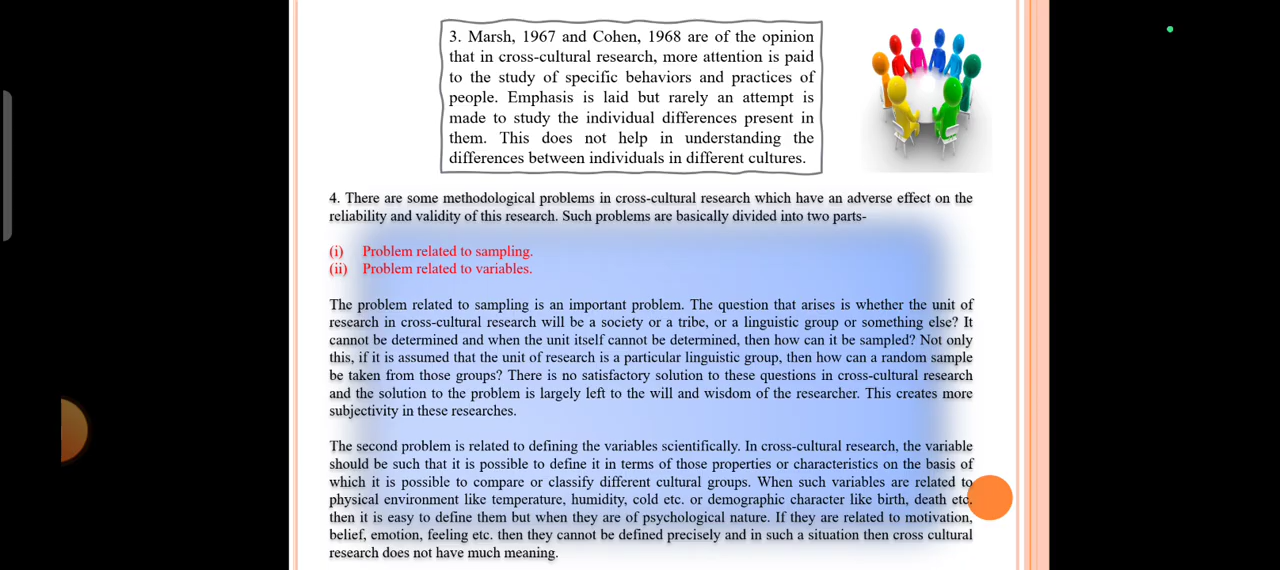 3. Marsh, 1967 and Cohen, 1968 are of the opinion
that in cross-cultural research, more attention is paid
to the study of specific behaviors and practices of
people. Emphasis is laid but rarely an attempt is
made to study the individual differences present in
them. This does not help in understanding the
differences between individuals in different cultures.
4. There are some methodological problems in cross-cultural research which have an adverse effect on the
reliability and validity of this research. Such problems are basically divided into two parts-
(i) Problem related to sampling.
(ii) Problem related to variables.
The problem related to sampling is an important problem. The question that arises is whether the unit of
research in cross-cultural research will be a society or a tribe, or a linguistic group or something else? It
cannot be determined and when the unit itself cannot be determined, then how can it be sampled? Not only
this, if it is assumed that the unit of research is a particular linguistic group, then how can a random sample
be taken from those groups? There is no satisfactory solution to these questions in cross-cultural research
and the solution to the problem is largely left to the will and wisdom of the researcher. This creates more
subjectivity in these researches.
The second problem is related to defining the variables scientifically. In cross-cultural research, the variable
should be such that it is possible to define it in terms of those properties or characteristics on the basis of
which it is possible to compare or classify different cultural groups. When such variables are related to
physical environment like temperature, humidity, cold etc. or demographic character like birth, death etc.
then it is easy to define them but when they are of psychological nature. If they are related to motivation,
belief, emotion, feeling etc. then they cannot be defined precisely and in such a situation then cross cultural
research does not have much meaning.